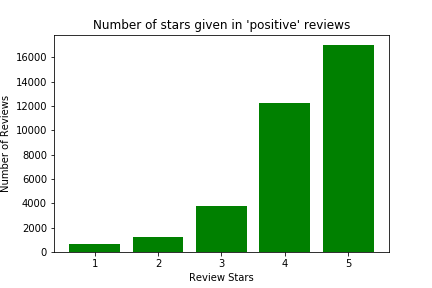 Number of stars given in 'positive' reviews
16000
14000
12000
10000
8000
6000
4000
2000
0
Number of Reviews
1 2 3 4 5
Review Stars